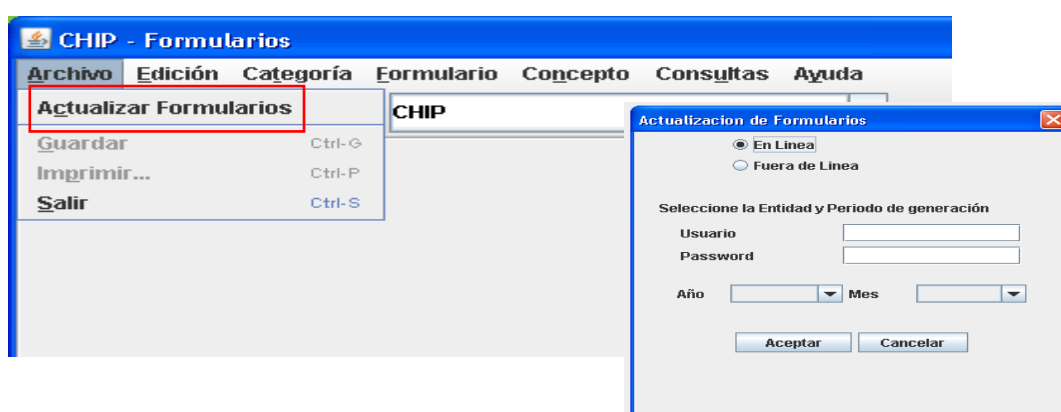 CHIP - Formularios
Archivo Edición Categoría Formulario Concepto Consultas Ayuda
Actualizar Formularios
CHIP
Guardar Ctrl-G
Imprimir... Ctrl-P
Salir Ctrl-S
Actualizacion de Formularios
En Linea
Fuera de Linea
Seleccione la Entidad y Periodo de generación
Usuario
Password
Año Mes
Aceptar Cancelar